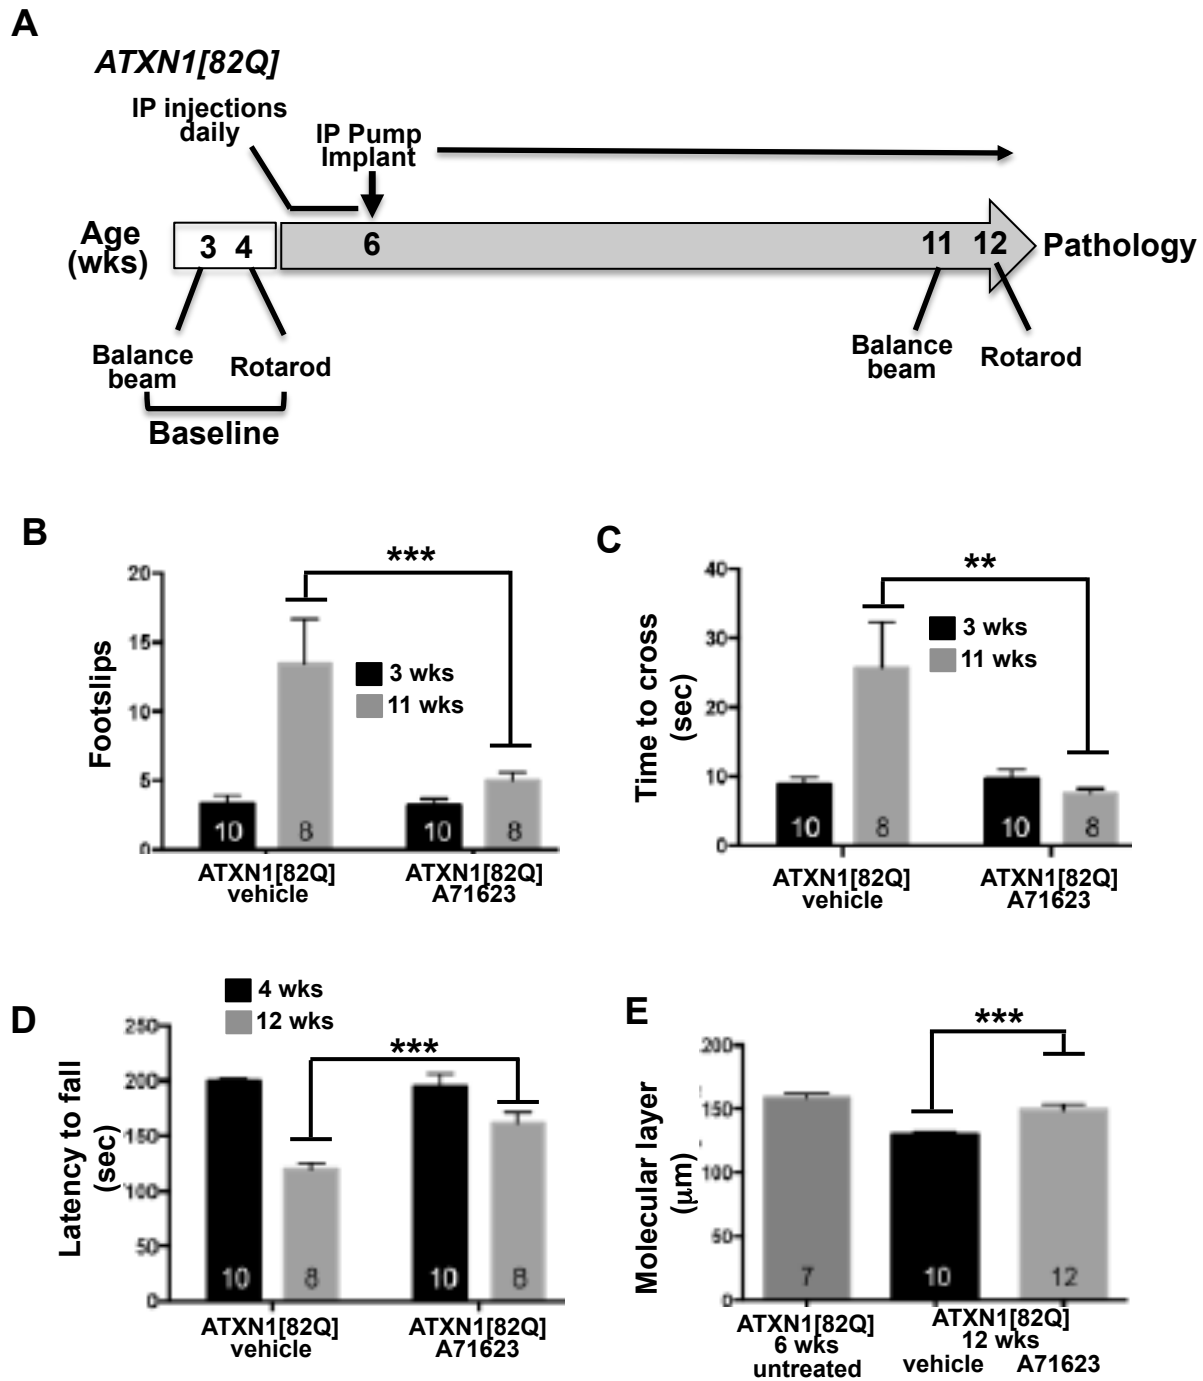 A
ATXN1[82Q]
IP injections
daily
IP Pump
Implant
Age
(wks)
3 4 6 11 12
Pathology
Balance
beam
Rotarod
Balance
beam
Rotarod
Baseline
B
***
20
15
10
5
0
Footslips
3 wks
11 wks
10 8 10 8
ATXN1[82Q]
vehicle
ATXN1[82Q]
A71623
C
**
40
30
20
10
0
Time to cross
(sec)
3 wks
11 wks
10 8 10 8
ATXN1[82Q]
vehicle
ATXN1[82Q]
A71623
D
4 wks
12 wks
***
250
200
150
100
50
0
Latency to fall
(sec)
10 8 10 8
ATXN1[82Q]
vehicle
ATXN1[82Q]
A71623
E
***
200
150
100
50
0
Molecular layer
(μm)
7 10 12
ATXN1[82Q]
6 wks
untreated
ATXN1[82Q]
12 wks
vehicle A71623